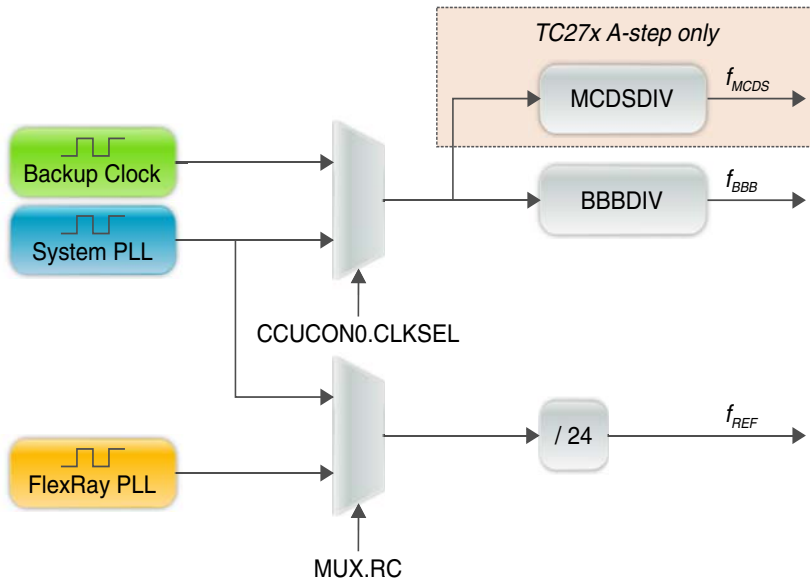 TC27x A-step only
MCDSDIV
fMCDS
Backup Clock
BBBDIV
fBBB
System PLL
CCUCON0.CLKSEL
/ 24
fREF
FlexRay PLL
MUX.RC